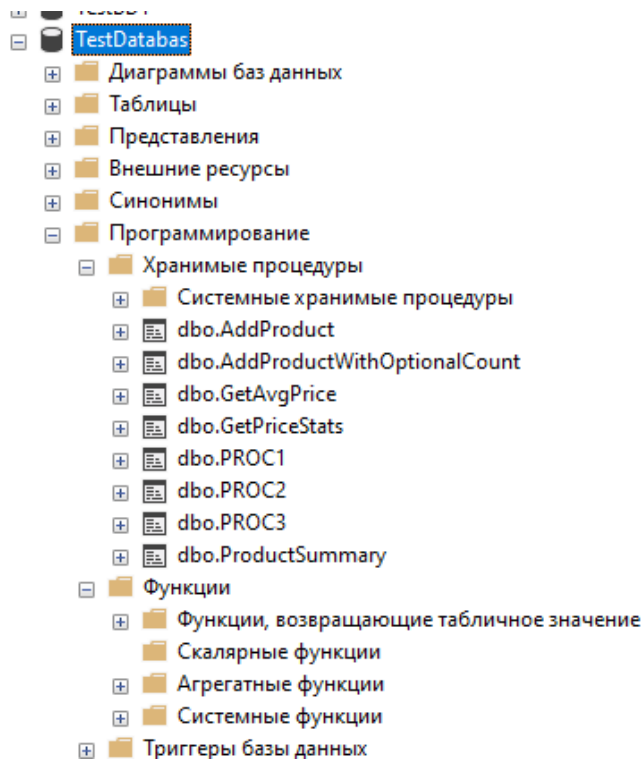 TestDatabas
Диаграммы баз данных
Таблицы
Представления
Внешние ресурсы
Синонимы
Программирование
Хранимые процедуры
Системные хранимые процедуры
dbo.AddProduct
dbo.AddProductWithOptionalCount
dbo.GetAvgPrice
dbo.GetPriceStats
dbo.PROC1
dbo.PROC2
dbo.PROC3
dbo.ProductSummary
Функции
Функции, возвращающие табличное значение
Скалярные функции
Агрегатные функции
Системные функции
Триггеры базы данных